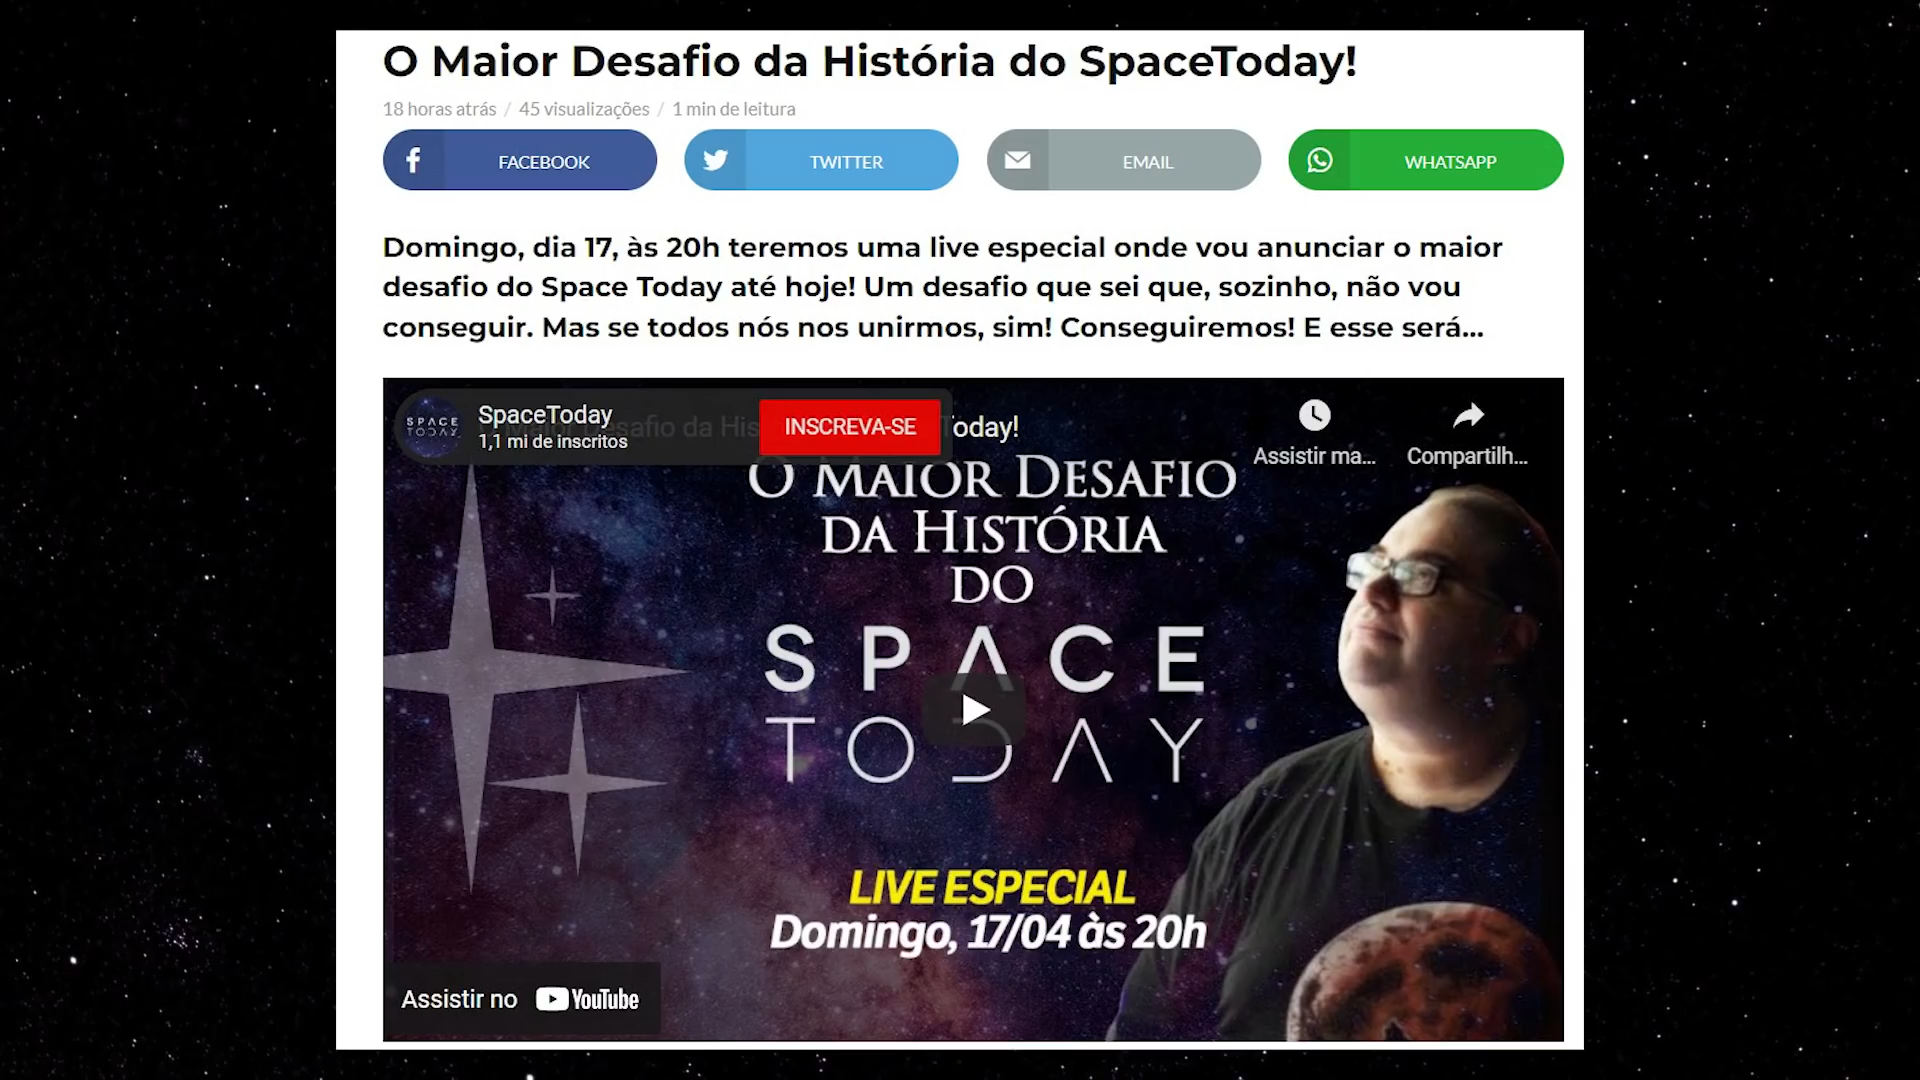 O Maior Desafio da História do SpaceToday!
18 horas atrás / 45 visualizações / 1 min de leitura
FACEBOOK
TWITTER
EMAIL
WHATSAPP
Domingo, dia 17, às 20h teremos uma live especial onde vou anunciar o maior
desafio do Space Today até hoje! Um desafio que sei que, sozinho, não vou
conseguir. Mas se todos nós nos unirmos, sim! Conseguiremos! E esse será...
SPACE
TODAY
SpaceToday
1,1 mi de inscritos
Maior Desafio da His
INSCREVA-SE
oday!
Assistir ma...
Compartilh...
O MAIOR DESAFIO
DA HISTÓRIA
DO
SPACE
TODAY
LIVE ESPECIAL
Domingo, 17/04 às 20h
Assistir no YouTube